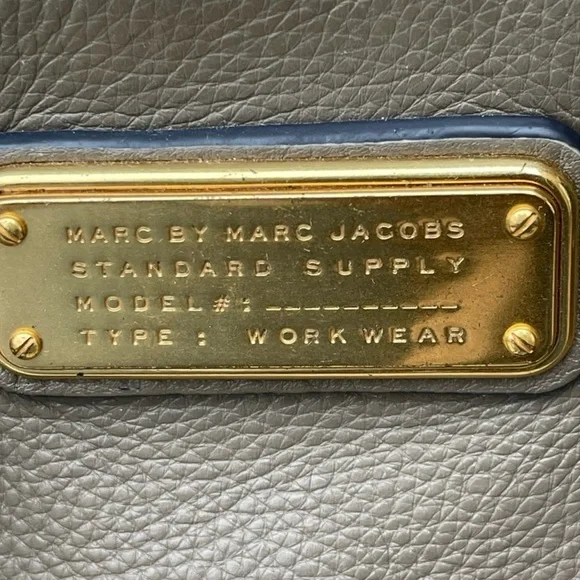 MARC BY MARC JACOBS
STANDARD SUPPLY
MODEL#: __________
TYPE: WORKWEAR